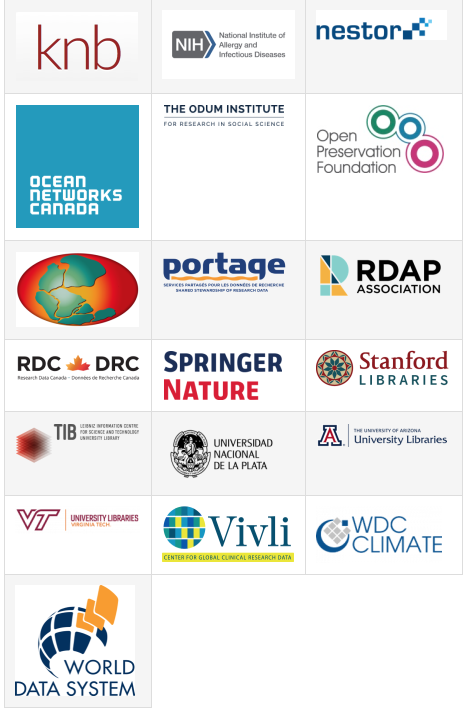 knb
NIH
National Institute of
Allergy and
Infectious Diseases
nestor
OCEAN
NETWORKS
CANADA
THE ODUM INSTITUTE
FOR RESEARCH IN SOCIAL SCIENCE
Open
Preservation
Foundation
portage
SERVICES PARTAGÉS POUR LES DONNÉES DE RECHERCHE
SHARED STEWARDSHIP OF RESEARCH DATA
RDAP
ASSOCIATION
RDC DRC
Research Data Canada - Données de Recherche Canada
SPRINGER
NATURE
Stanford
LIBRARIES
TIB
LEIBNIZ INFORMATION CENTRE
FOR SCIENCE AND TECHNOLOGY
UNIVERSITY LIBRARY
UNIVERSIDAD
NACIONAL
DE LA PLATA
A
THE UNIVERSITY OF ARIZONA
University Libraries
VT
UNIVERSITY LIBRARIES
VIRGINIA TECH
Vivli
CENTER FOR GLOBAL CLINICAL RESEARCH DATA
WDC
CLIMATE
WORLD
DATA SYSTEM